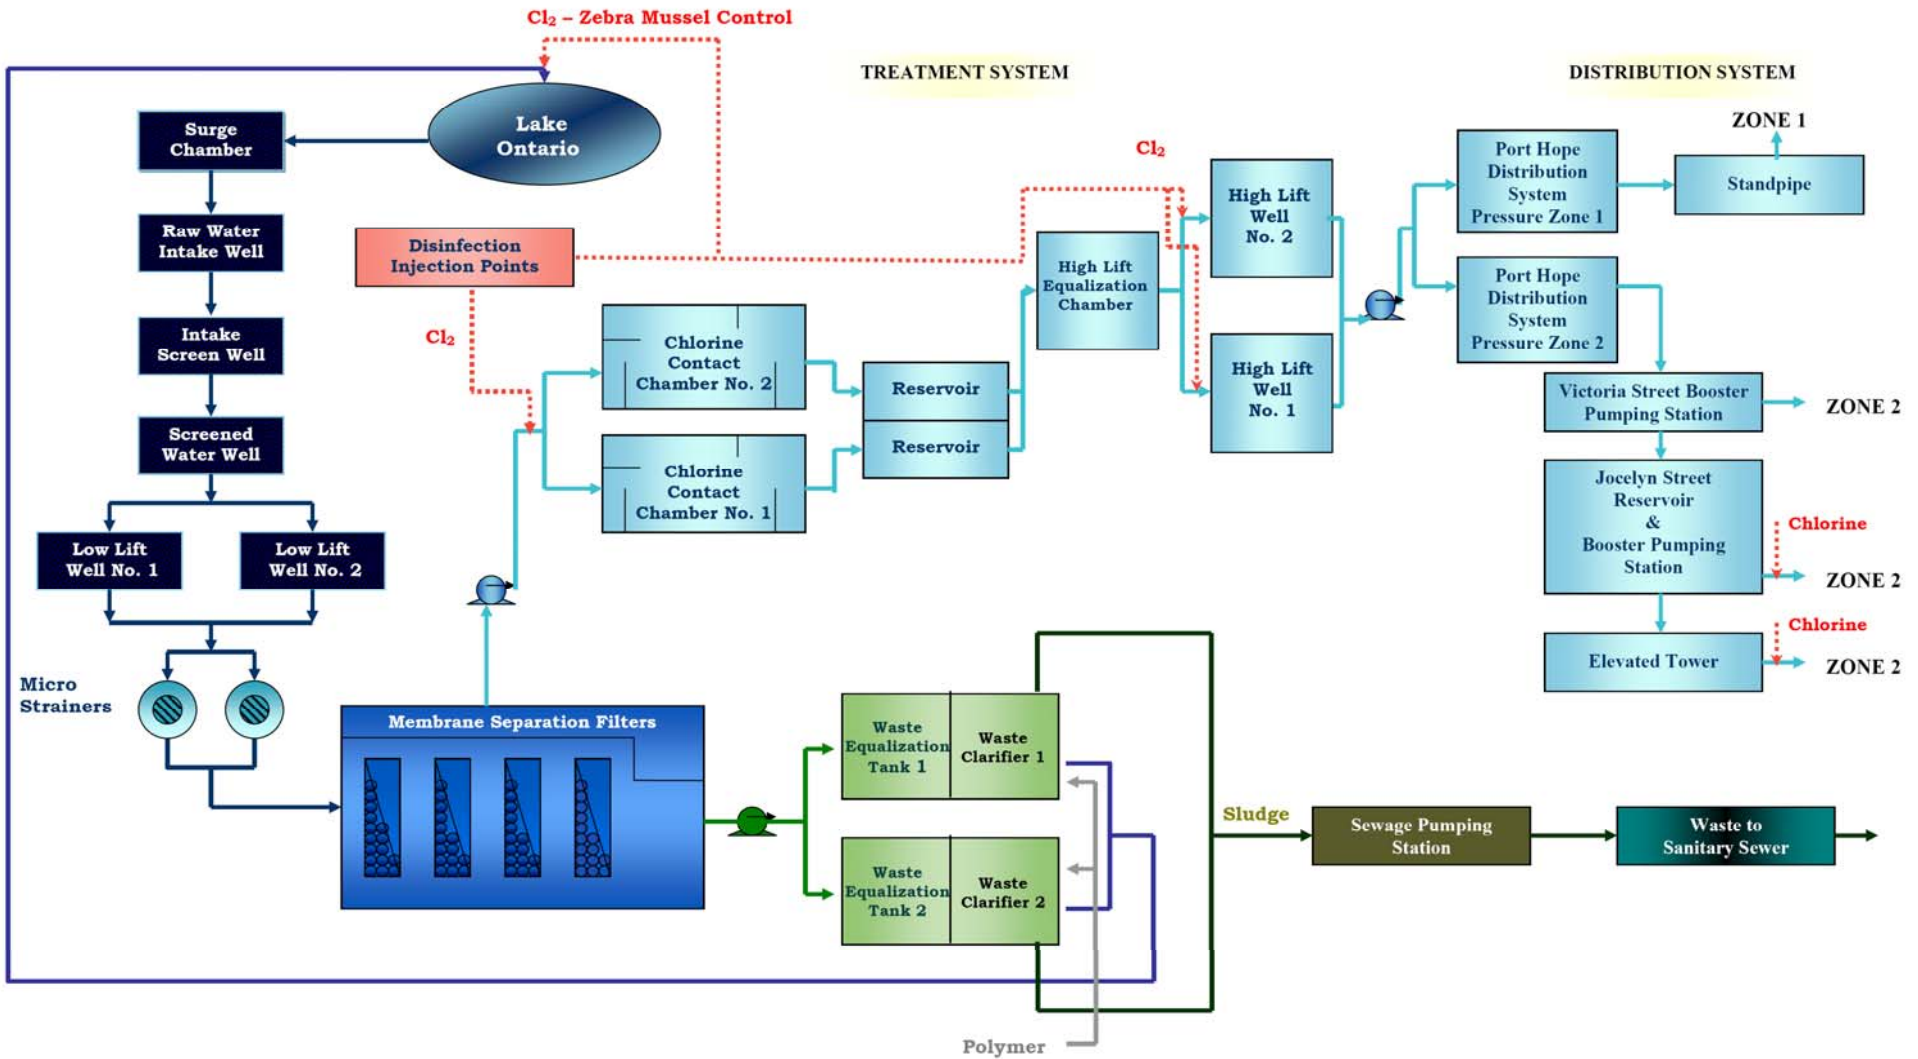 Cl₂ – Zebra Mussel Control
TREATMENT SYSTEM
DISTRIBUTION SYSTEM
Lake
Ontario
Surge
Chamber
Raw Water
Intake Well
Intake
Screen Well
Screened
Water Well
Low Lift
Well No. 1
Low Lift
Well No. 2
Micro
Strainers
Disinfection
Injection Points
Cl₂
Chlorine
Contact
Chamber No. 2
Chlorine
Contact
Chamber No. 1
Reservoir
Reservoir
High Lift
Equalization
Chamber
Cl₂
High Lift
Well
No. 2
High Lift
Well
No. 1
Port Hope
Distribution
System
Pressure Zone 1
Standpipe
ZONE 1
Port Hope
Distribution
System
Pressure Zone 2
Victoria Street Booster
Pumping Station
ZONE 2
Jocelyn Street
Reservoir
&
Booster Pumping
Station
Chlorine
ZONE 2
Elevated Tower
Chlorine
ZONE 2
Membrane Separation Filters
Waste
Equalization
Tank 1
Waste
Clarifier 1
Waste
Equalization
Tank 2
Waste
Clarifier 2
Polymer
Sludge
Sewage Pumping
Station
Waste to
Sanitary Sewer